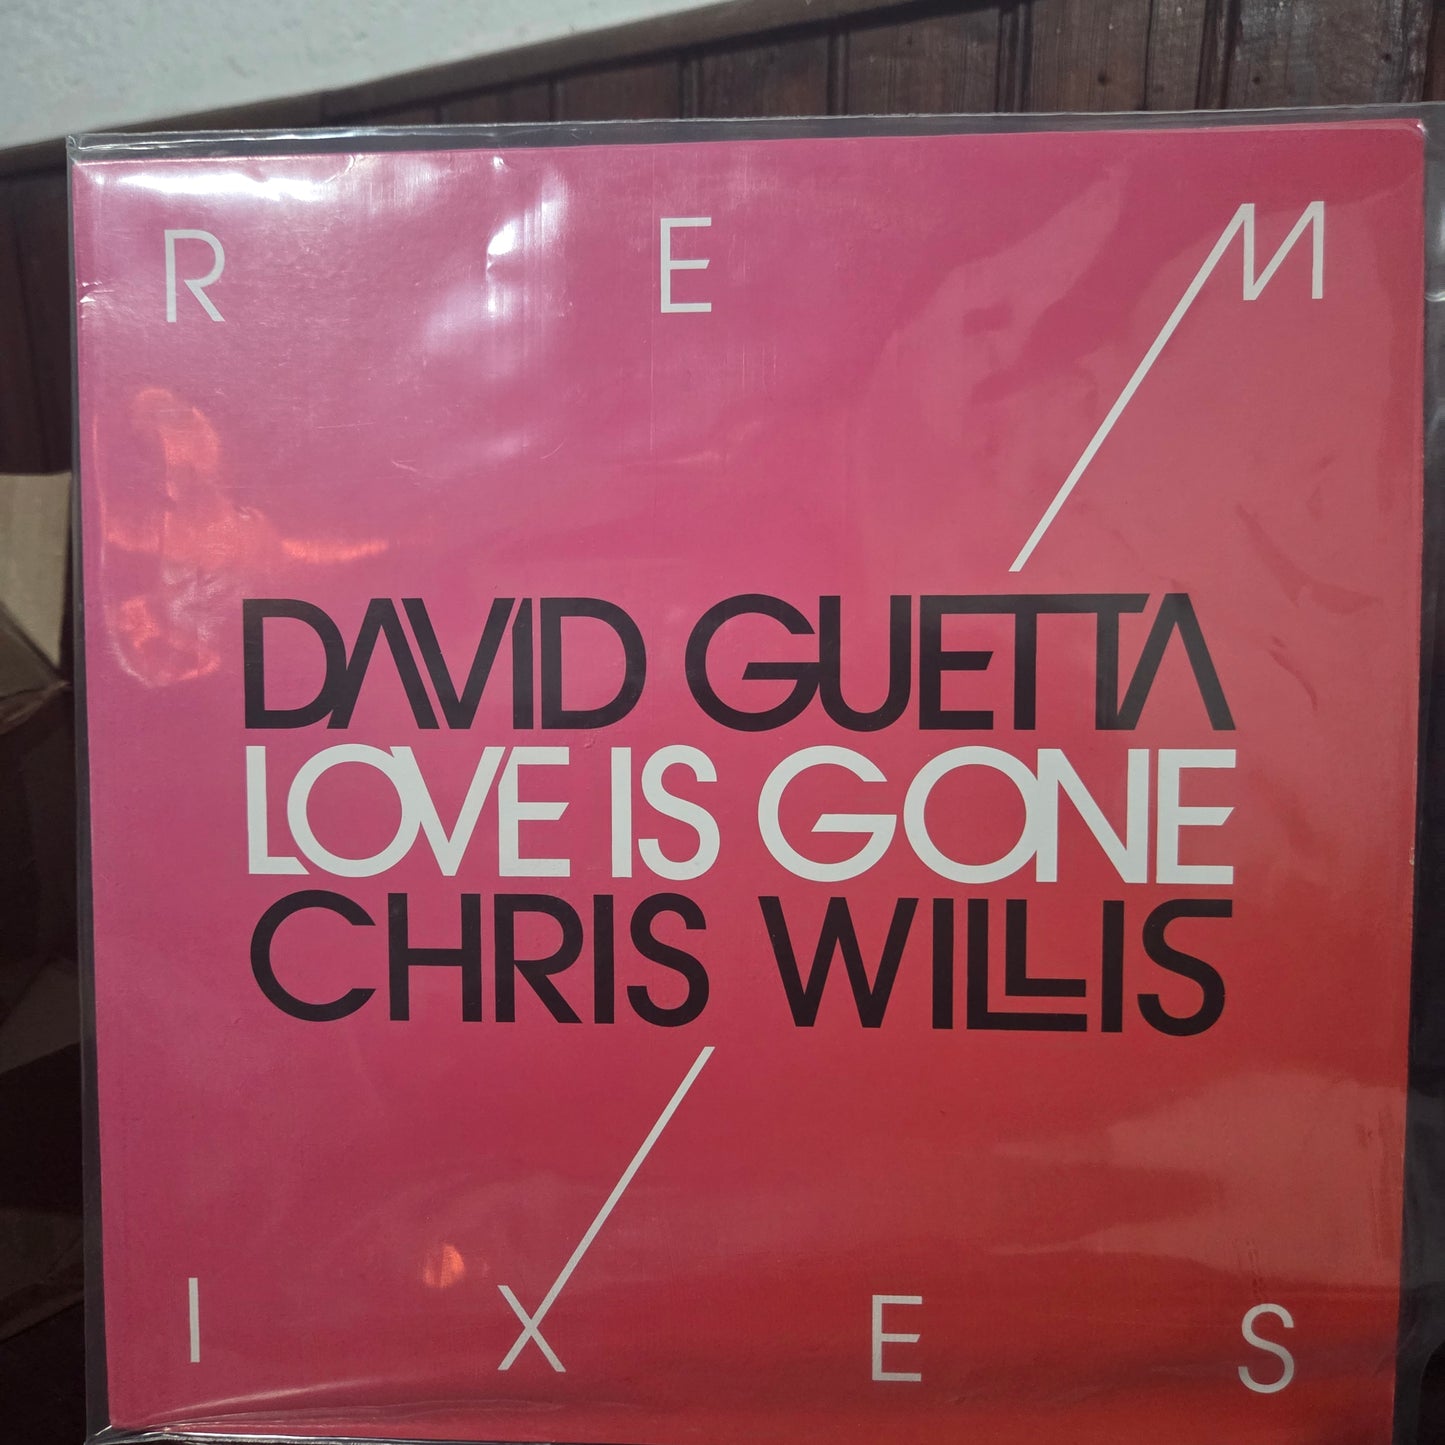 R E M
DAVID GUETTA
LOVE IS GONE
CHRIS WILLIS
I X E S